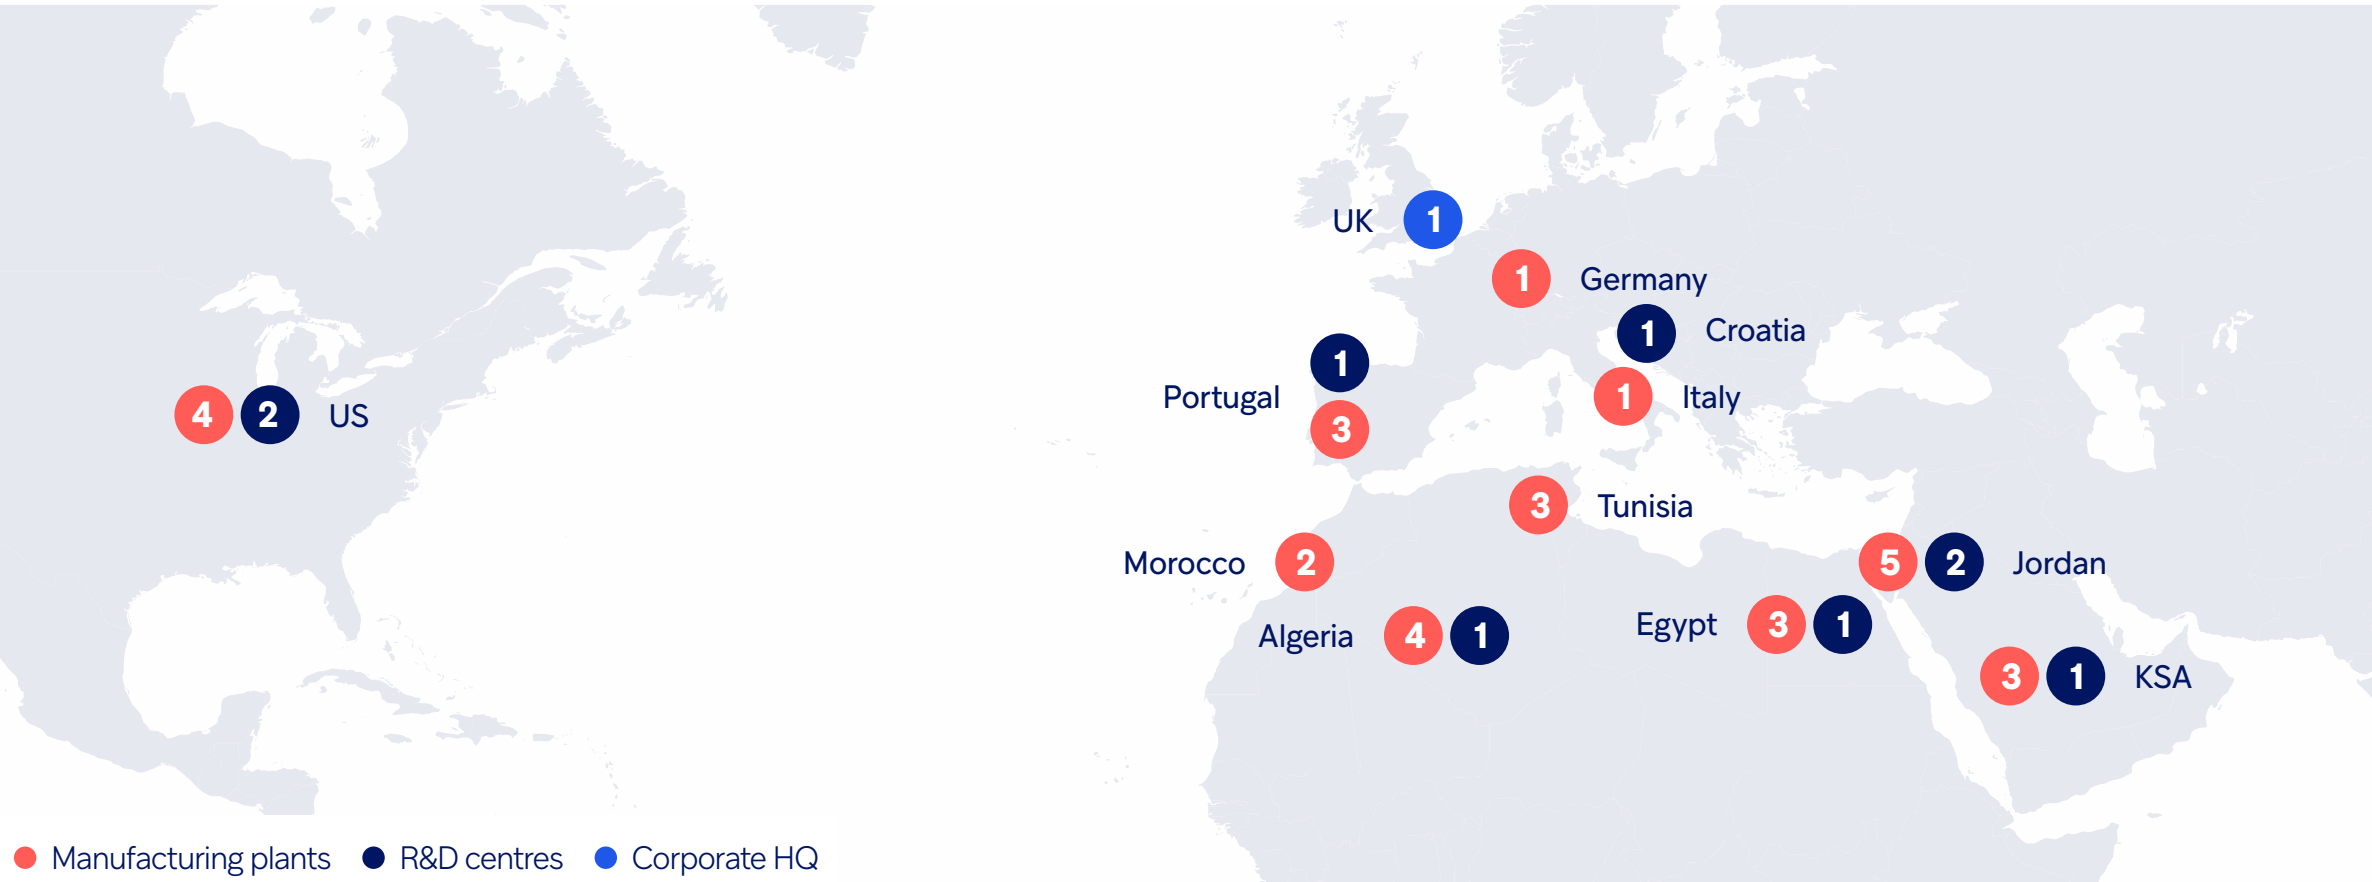 UK 1
1 Germany
1 Croatia
1
Portugal
3
1 Italy
4 2 US
3 Tunisia
Morocco 2
5 2 Jordan
Algeria 4 1
Egypt 3 1
3 1 KSA
Manufacturing plants
R&D centres
Corporate HQ